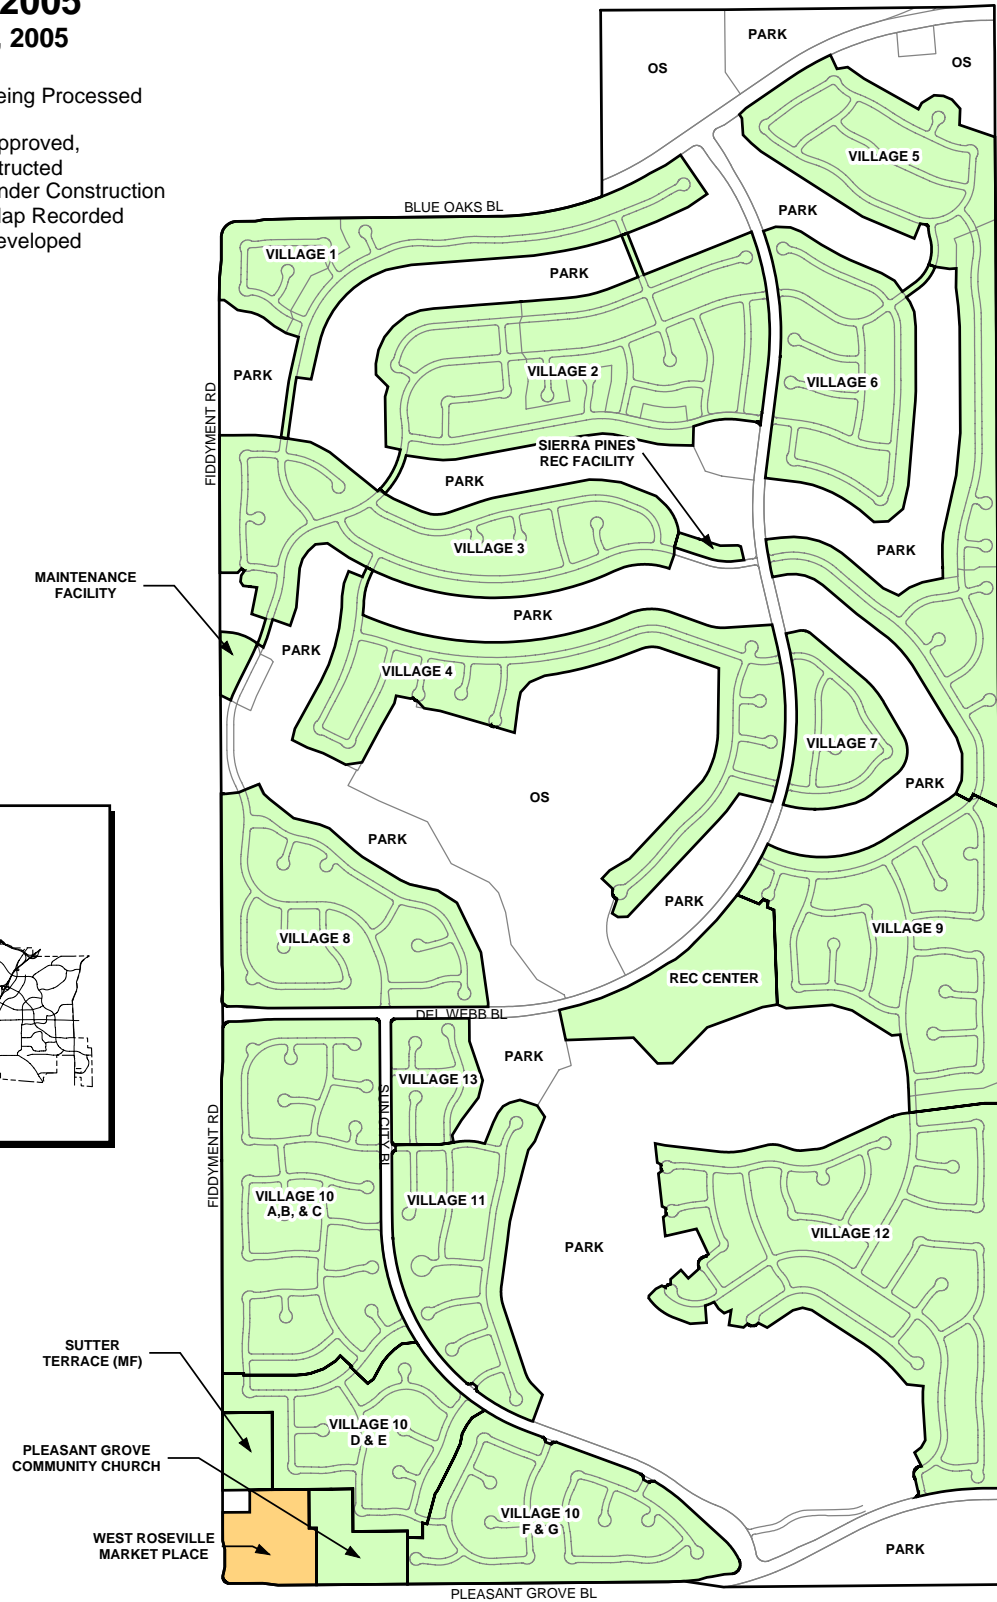 2005
, 2005
eing Processed
pproved,
tructed
nder Construction
ap Recorded
eveloped
PARK
OS
OS
VILLAGE 5
BLUE OAKS BL
PARK
VILLAGE 1
PARK
PARK
VILLAGE 2
VILLAGE 6
FIDDYMENT RD
SIERRA PINES
REC FACILITY
PARK
VILLAGE 3
PARK
MAINTENANCE
FACILITY
PARK
PARK
VILLAGE 4
VILLAGE 7
PARK
OS
PARK
PARK
VILLAGE 9
VILLAGE 8
REC CENTER
DEL WEBB BL
PARK
VILLAGE 13
SUN CITY BL
FIDDYMENT RD
VILLAGE 10
A,B, & C
VILLAGE 11
VILLAGE 12
PARK
SUTTER
TERRACE (MF)
VILLAGE 10
D & E
PLEASANT GROVE
COMMUNITY CHURCH
VILLAGE 10
F & G
WEST ROSEVILLE
MARKET PLACE
PARK
PLEASANT GROVE BL